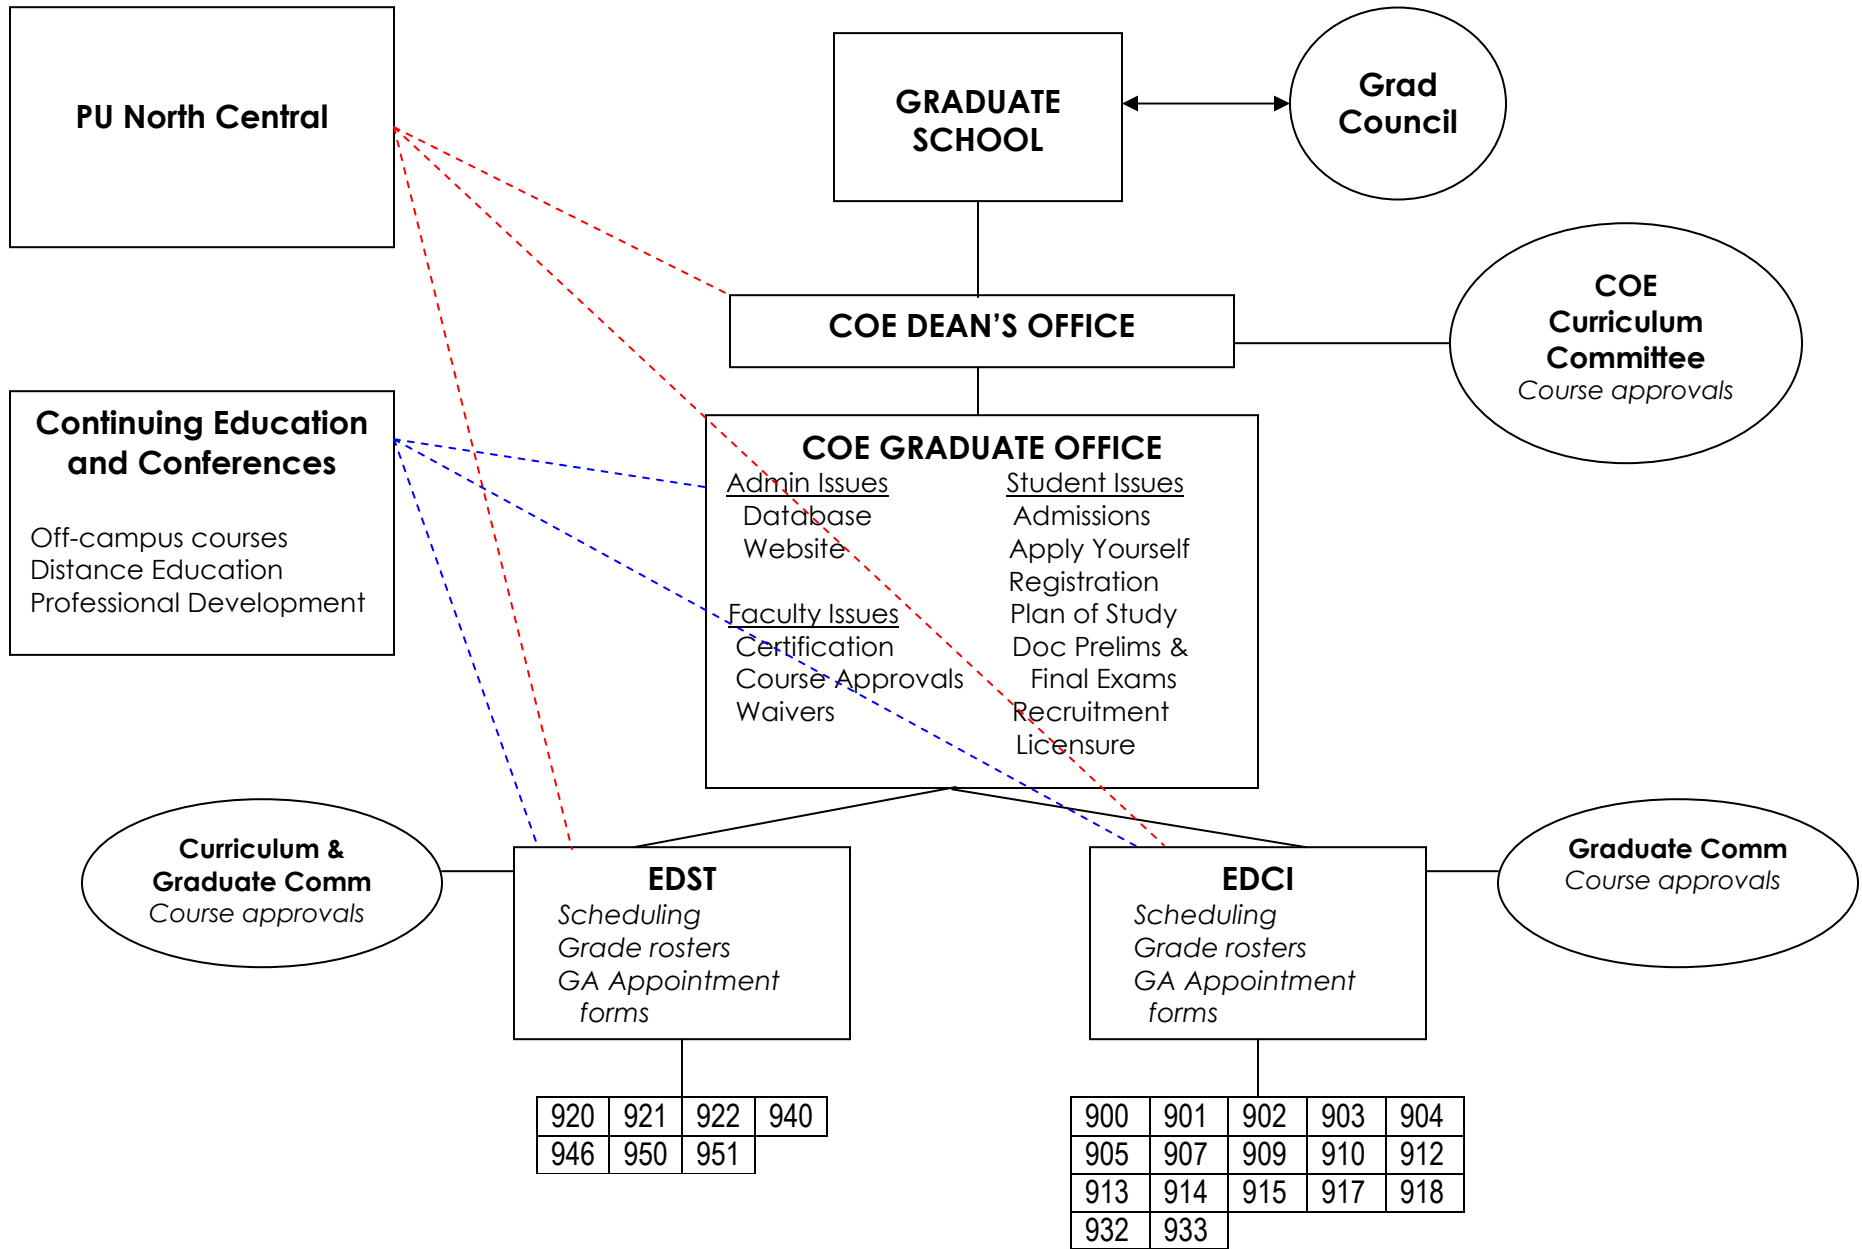 PU North Central
GRADUATE
SCHOOL
Grad
Council
COE DEAN’S OFFICE
COE
Curriculum
Committee
Course approvals
Continuing Education
and Conferences
Off-campus courses
Distance Education
Professional Development
COE GRADUATE OFFICE
Admin Issues
Database
Website
Faculty Issues
Certification
Course Approvals
Waivers
Student Issues
Admissions
Apply Yourself
Registration
Plan of Study
Doc Prelims &
Final Exams
Recruitment
Licensure
Curriculum &
Graduate Comm
Course approvals
EDST
Scheduling
Grade rosters
GA Appointment
forms
EDCI
Scheduling
Grade rosters
GA Appointment
forms
Graduate Comm
Course approvals
920 921 922 940
946 950 951
900 901 902 903 904
905 907 909 910 912
913 914 915 917 918
932 933